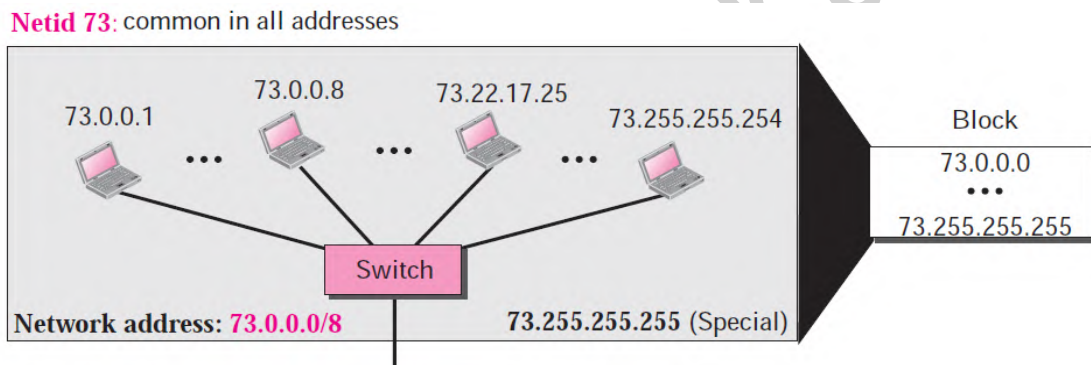 Netid 73: common in all addresses
73.0.0.1
73.0.0.8
73.22.17.25
73.255.255.254
Switch
Network address: 73.0.0.0/8
73.255.255.255 (Special)
Block
73.0.0.0
73.255.255.255